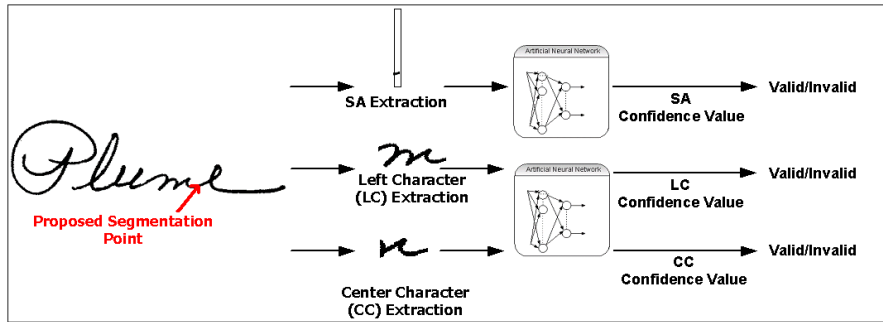 Plume
Proposed Segmentation
Point
SA Extraction
Artificial Neural Network
SA
Confidence Value
Valid/Invalid
m
Left Character
(LC) Extraction
Artificial Neural Network
LC
Confidence Value
Valid/Invalid
Center Character
(CC) Extraction
CC
Confidence Value
Valid/Invalid